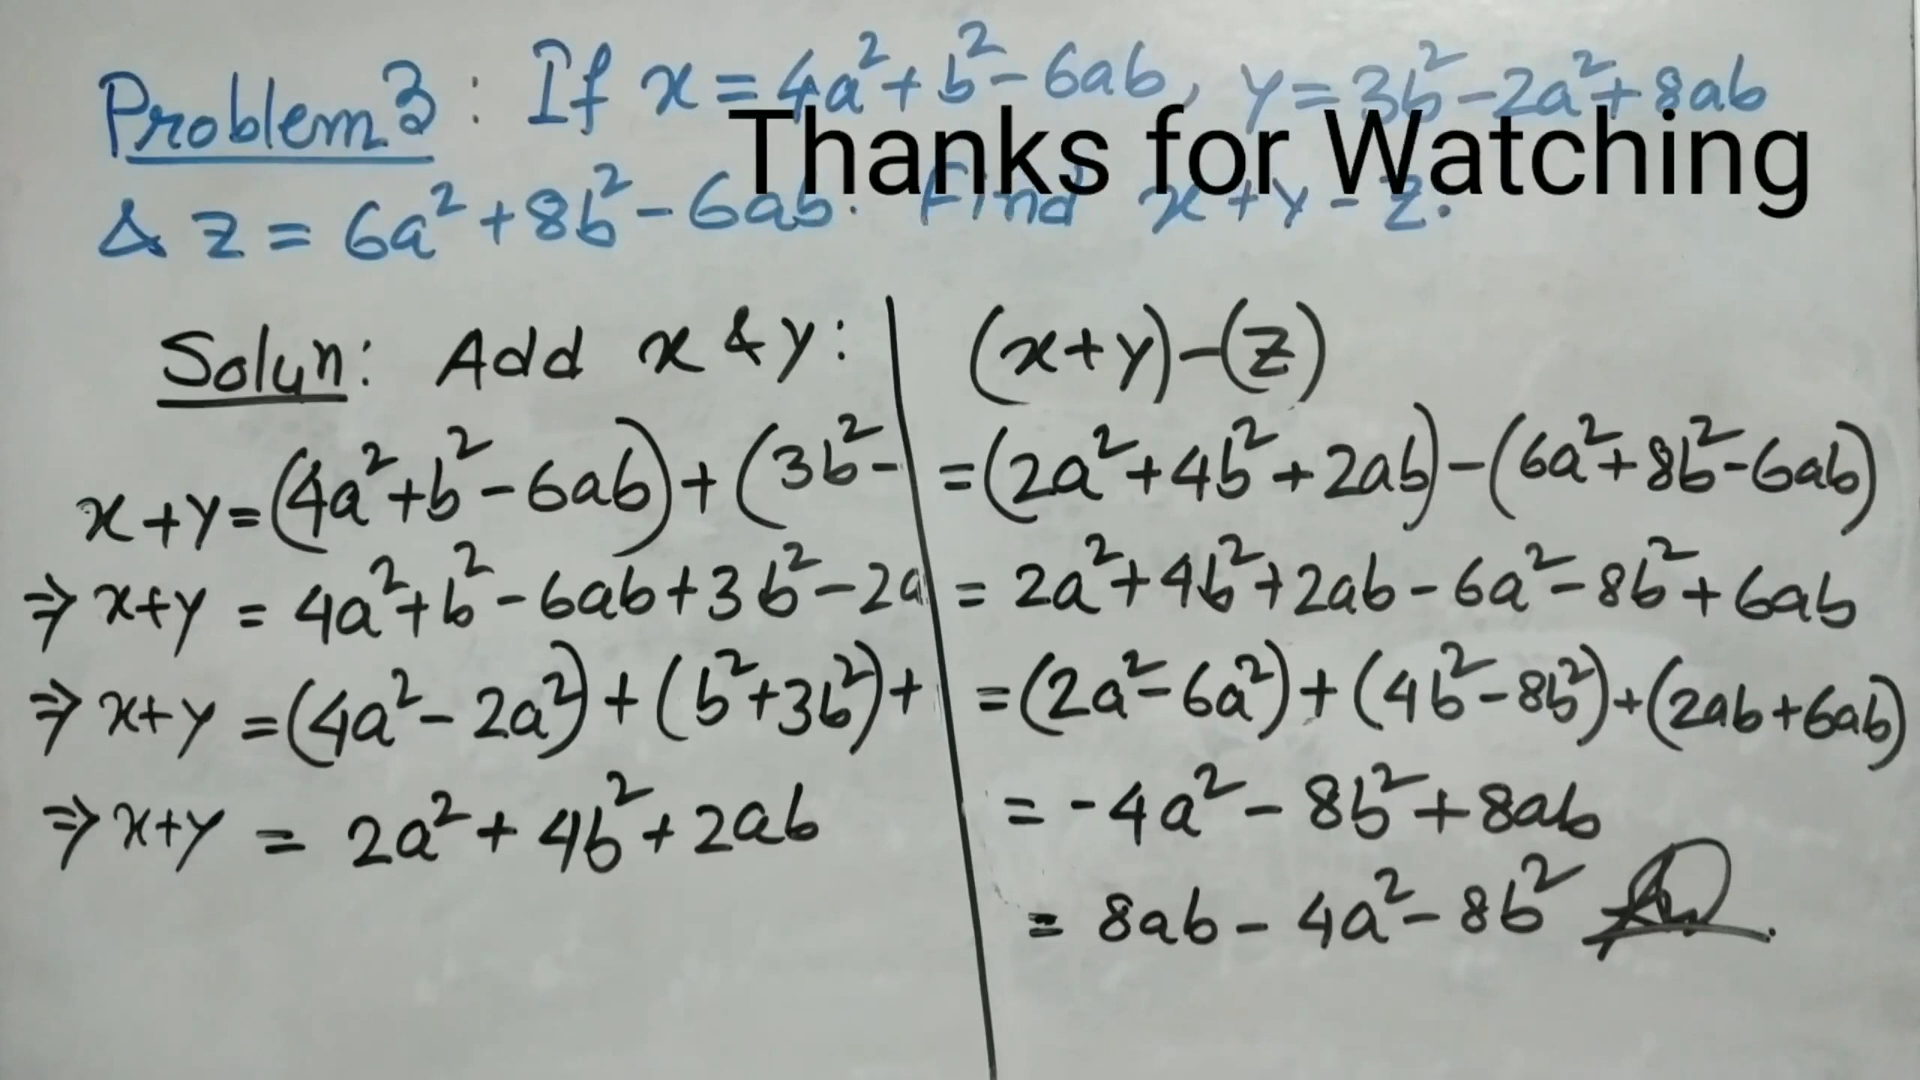 Problem 3: If x = 4a² + b² - 6ab, y = 3b² - 2a² + 8ab
Thanks for Watching
& z = 6a² + 8b² - 6ab. Find x + y - z.
Solun: Add x & y:
x + y = (4a² + b² - 6ab) + (3b² -
⇒ x + y = 4a² + b² - 6ab + 3b² - 2a
⇒ x + y = (4a² - 2a²) + (b² + 3b²) +
⇒ x + y = 2a² + 4b² + 2ab
(x + y) - (z)
= (2a² + 4b² + 2ab) - (6a² + 8b² - 6ab)
= 2a² + 4b² + 2ab - 6a² - 8b² + 6ab
= (2a² - 6a²) + (4b² - 8b²) + (2ab + 6ab)
= -4a² - 8b² + 8ab
= 8ab - 4a² - 8b²